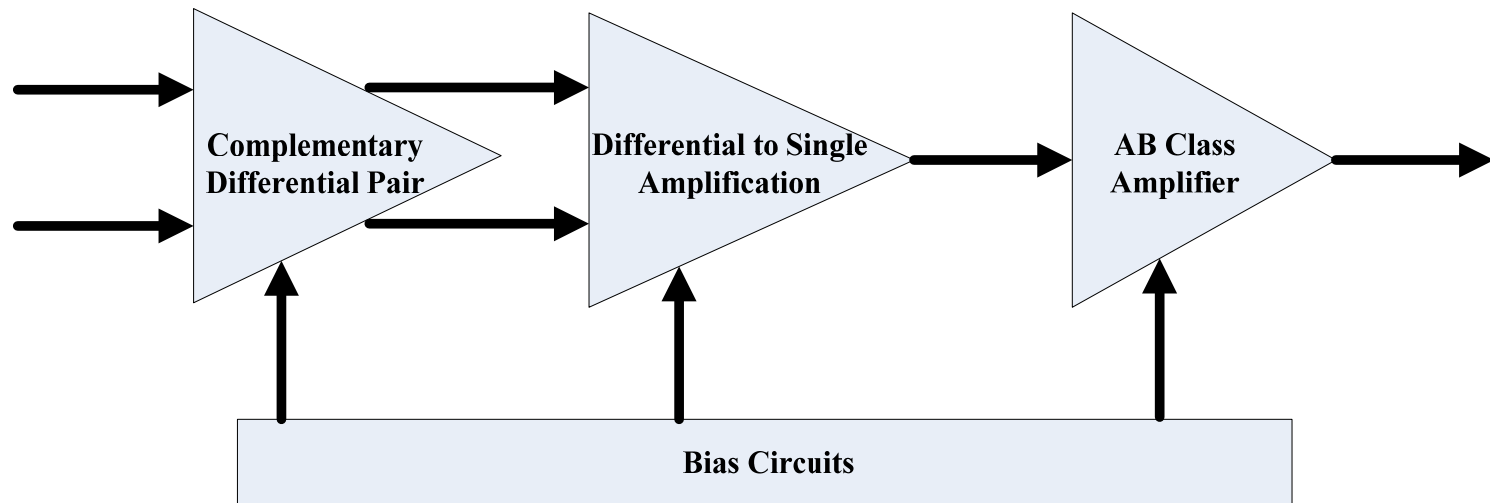 Complementary
Differential Pair
Differential to Single
Amplification
AB Class
Amplifier
Bias Circuits